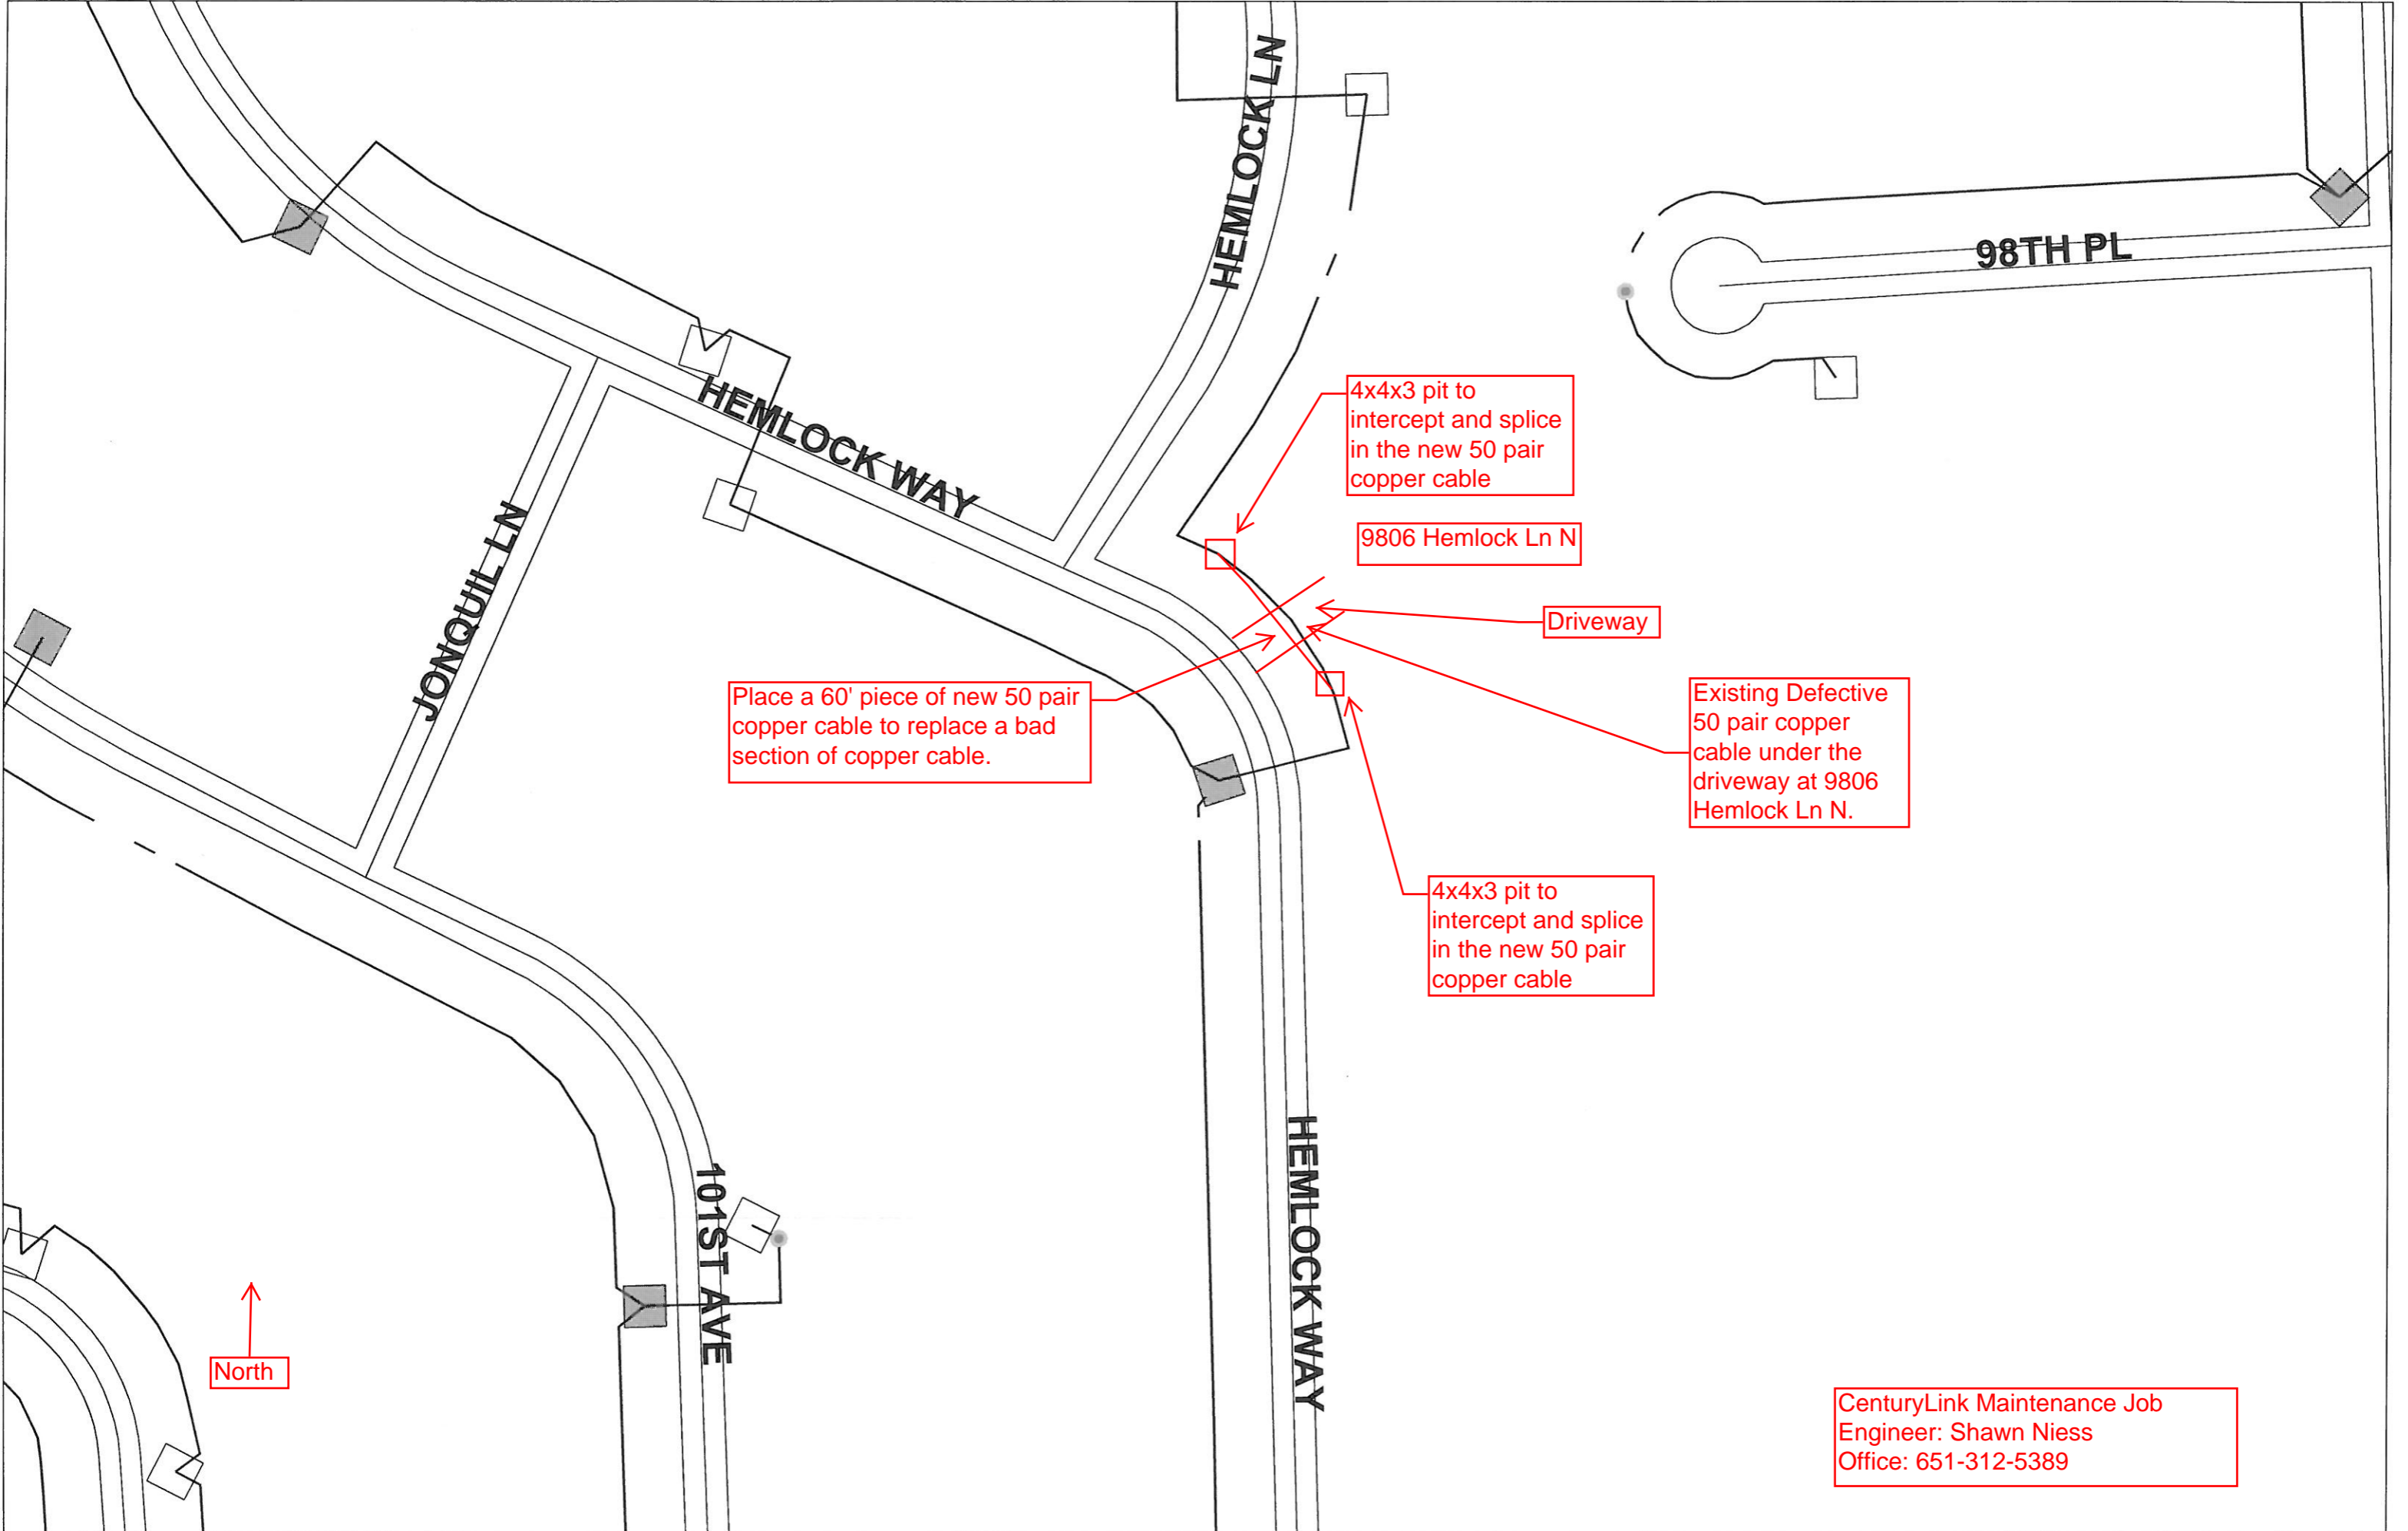 HEMLOCK LN
98TH PL
HEMLOCK WAY
JONQUIL LN
4x4x3 pit to
intercept and splice
in the new 50 pair
copper cable
9806 Hemlock Ln N
Driveway
Place a 60' piece of new 50 pair
copper cable to replace a bad
section of copper cable.
Existing Defective
50 pair copper
cable under the
driveway at 9806
Hemlock Ln N.
4x4x3 pit to
intercept and splice
in the new 50 pair
copper cable
101ST AVE
HEMLOCK WAY
North
CenturyLink Maintenance Job
Engineer: Shawn Niess
Office: 651-312-5389